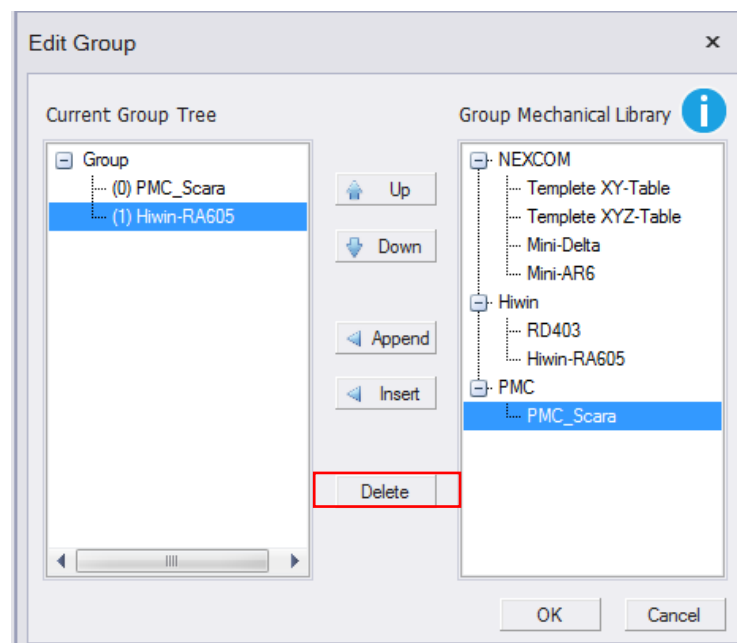 Edit Group
×
Current Group Tree
Group
(0) PMC_Scara
(1) Hiwin-RA605
Up
Down
Append
Insert
Delete
Group Mechanical Library
i
NEXCOM
Templete XY-Table
Templete XYZ-Table
Mini-Delta
Mini-AR6
Hiwin
RD403
Hiwin-RA605
PMC
PMC_Scara
OK
Cancel